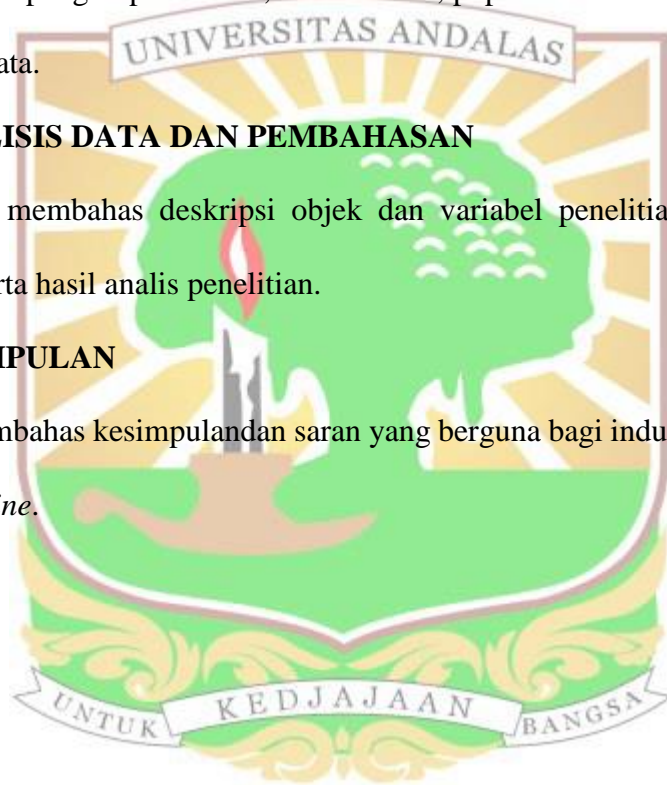 UNIVERSITAS ANDALAS
ata.
LISIS DATA DAN PEMBAHASAN
membahas deskripsi objek dan variabel penelitia
rta hasil analis penelitian.
IPULAN
mbahas kesimpulandan saran yang berguna bagi indu
ine.
UNTUK KEDJAJAAN BANGSA